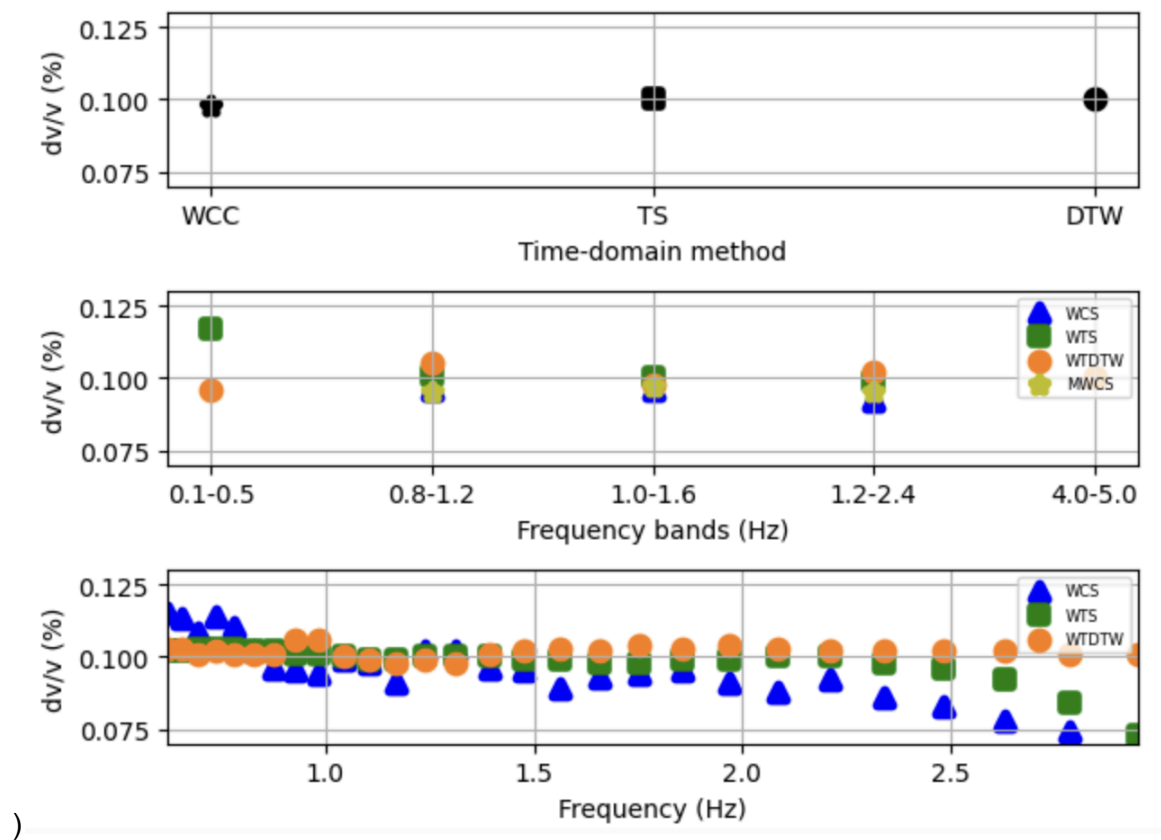 0.125
0.100
0.075
dv/v (%)
WCC TS DTW
Time-domain method
0.125
0.100
0.075
dv/v (%)
WCS
WTS
WTDTW
MWCS
0.1-0.5 0.8-1.2 1.0-1.6 1.2-2.4 4.0-5.0
Frequency bands (Hz)
0.125
0.100
0.075
dv/v (%)
WCS
WTS
WTDTW
1.0 1.5 2.0 2.5
Frequency (Hz)
)